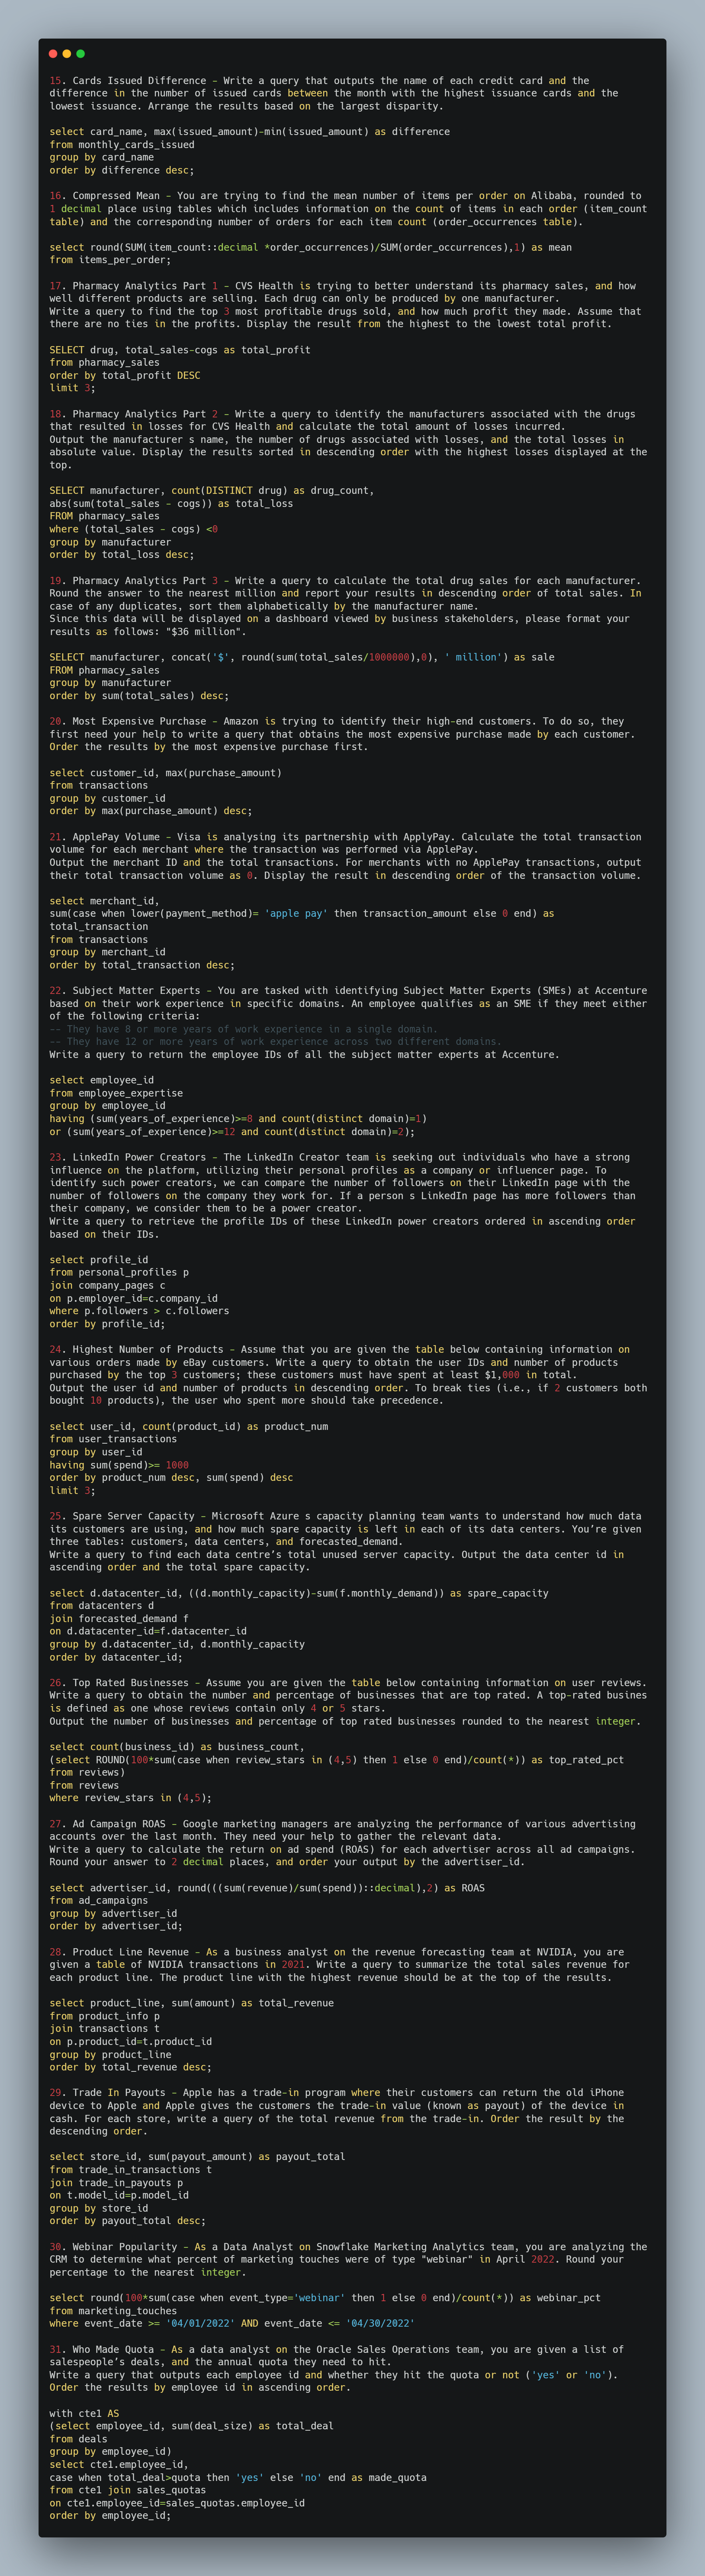 15. Cards Issued Difference - Write a query that outputs the name of each credit card and the
difference in the number of issued cards between the month with the highest issuance cards and the
lowest issuance. Arrange the results based on the largest disparity.
select card_name, max(issued_amount)-min(issued_amount) as difference
from monthly_cards_issued
group by card_name
order by difference desc;
16. Compressed Mean - You are trying to find the mean number of items per order on Alibaba, rounded to
1 decimal place using tables which includes information on the count of items in each order (item_count
table) and the corresponding number of orders for each item count (order_occurrences table).
select round(SUM(item_count::decimal *order_occurrences)/SUM(order_occurrences),1) as mean
from items_per_order;
17. Pharmacy Analytics Part 1 - CVS Health is trying to better understand its pharmacy sales, and how
well different products are selling. Each drug can only be produced by one manufacturer.
Write a query to find the top 3 most profitable drugs sold, and how much profit they made. Assume that
there are no ties in the profits. Display the result from the highest to the lowest total profit.
SELECT drug, total_sales-cogs as total_profit
from pharmacy_sales
order by total_profit DESC
limit 3;
18. Pharmacy Analytics Part 2 - Write a query to identify the manufacturers associated with the drugs
that resulted in losses for CVS Health and calculate the total amount of losses incurred.
Output the manufacturer s name, the number of drugs associated with losses, and the total losses in
absolute value. Display the results sorted in descending order with the highest losses displayed at the
top.
SELECT manufacturer, count(DISTINCT drug) as drug_count,
abs(sum(total_sales - cogs)) as total_loss
FROM pharmacy_sales
where (total_sales - cogs) <0
group by manufacturer
order by total_loss desc;
19. Pharmacy Analytics Part 3 - Write a query to calculate the total drug sales for each manufacturer.
Round the answer to the nearest million and report your results in descending order of total sales. In
case of any duplicates, sort them alphabetically by the manufacturer name.
Since this data will be displayed on a dashboard viewed by business stakeholders, please format your
results as follows: "$36 million".
SELECT manufacturer, concat('$', round(sum(total_sales/1000000),0), ' million') as sale
FROM pharmacy_sales
group by manufacturer
order by sum(total_sales) desc;
20. Most Expensive Purchase - Amazon is trying to identify their high-end customers. To do so, they
first need your help to write a query that obtains the most expensive purchase made by each customer.
Order the results by the most expensive purchase first.
select customer_id, max(purchase_amount)
from transactions
group by customer_id
order by max(purchase_amount) desc;
21. ApplePay Volume - Visa is analysing its partnership with ApplyPay. Calculate the total transaction
volume for each merchant where the transaction was performed via ApplePay.
Output the merchant ID and the total transactions. For merchants with no ApplePay transactions, output
their total transaction volume as 0. Display the result in descending order of the transaction volume.
select merchant_id,
sum(case when lower(payment_method)= 'apple pay' then transaction_amount else 0 end) as
total_transaction
from transactions
group by merchant_id
order by total_transaction desc;
22. Subject Matter Experts - You are tasked with identifying Subject Matter Experts (SMEs) at Accenture
based on their work experience in specific domains. An employee qualifies as an SME if they meet either
of the following criteria:
-- They have 8 or more years of work experience in a single domain.
-- They have 12 or more years of work experience across two different domains.
Write a query to return the employee IDs of all the subject matter experts at Accenture.
select employee_id
from employee_expertise
group by employee_id
having (sum(years_of_experience)>=8 and count(distinct domain)=1)
or (sum(years_of_experience)>=12 and count(distinct domain)=2);
23. LinkedIn Power Creators - The LinkedIn Creator team is seeking out individuals who have a strong
influence on the platform, utilizing their personal profiles as a company or influencer page. To
identify such power creators, we can compare the number of followers on their LinkedIn page with the
number of followers on the company they work for. If a person s LinkedIn page has more followers than
their company, we consider them to be a power creator.
Write a query to retrieve the profile IDs of these LinkedIn power creators ordered in ascending order
based on their IDs.
select profile_id
from personal_profiles p
join company_pages c
on p.employer_id=c.company_id
where p.followers > c.followers
order by profile_id;
24. Highest Number of Products - Assume that you are given the table below containing information on
various orders made by eBay customers. Write a query to obtain the user IDs and number of products
purchased by the top 3 customers; these customers must have spent at least $1,000 in total.
Output the user id and number of products in descending order. To break ties (i.e., if 2 customers both
bought 10 products), the user who spent more should take precedence.
select user_id, count(product_id) as product_num
from user_transactions
group by user_id
having sum(spend)>= 1000
order by product_num desc, sum(spend) desc
limit 3;
25. Spare Server Capacity - Microsoft Azure s capacity planning team wants to understand how much data
its customers are using, and how much spare capacity is left in each of its data centers. You’re given
three tables: customers, data centers, and forecasted_demand.
Write a query to find each data centre’s total unused server capacity. Output the data center id in
ascending order and the total spare capacity.
select d.datacenter_id, ((d.monthly_capacity)-sum(f.monthly_demand)) as spare_capacity
from datacenters d
join forecasted_demand f
on d.datacenter_id=f.datacenter_id
group by d.datacenter_id, d.monthly_capacity
order by datacenter_id;
26. Top Rated Businesses - Assume you are given the table below containing information on user reviews.
Write a query to obtain the number and percentage of businesses that are top rated. A top-rated busines
is defined as one whose reviews contain only 4 or 5 stars.
Output the number of businesses and percentage of top rated businesses rounded to the nearest integer.
select count(business_id) as business_count,
(select ROUND(100*sum(case when review_stars in (4,5) then 1 else 0 end)/count(*)) as top_rated_pct
from reviews)
from reviews
where review_stars in (4,5);
27. Ad Campaign ROAS - Google marketing managers are analyzing the performance of various advertising
accounts over the last month. They need your help to gather the relevant data.
Write a query to calculate the return on ad spend (ROAS) for each advertiser across all ad campaigns.
Round your answer to 2 decimal places, and order your output by the advertiser_id.
select advertiser_id, round(((sum(revenue)/sum(spend))::decimal),2) as ROAS
from ad_campaigns
group by advertiser_id
order by advertiser_id;
28. Product Line Revenue - As a business analyst on the revenue forecasting team at NVIDIA, you are
given a table of NVIDIA transactions in 2021. Write a query to summarize the total sales revenue for
each product line. The product line with the highest revenue should be at the top of the results.
select product_line, sum(amount) as total_revenue
from product_info p
join transactions t
on p.product_id=t.product_id
group by product_line
order by total_revenue desc;
29. Trade In Payouts - Apple has a trade-in program where their customers can return the old iPhone
device to Apple and Apple gives the customers the trade-in value (known as payout) of the device in
cash. For each store, write a query of the total revenue from the trade-in. Order the result by the
descending order.
select store_id, sum(payout_amount) as payout_total
from trade_in_transactions t
join trade_in_payouts p
on t.model_id=p.model_id
group by store_id
order by payout_total desc;
30. Webinar Popularity - As a Data Analyst on Snowflake Marketing Analytics team, you are analyzing the
CRM to determine what percent of marketing touches were of type "webinar" in April 2022. Round your
percentage to the nearest integer.
select round(100*sum(case when event_type='webinar' then 1 else 0 end)/count(*)) as webinar_pct
from marketing_touches
where event_date >= '04/01/2022' AND event_date <= '04/30/2022'
31. Who Made Quota - As a data analyst on the Oracle Sales Operations team, you are given a list of
salespeople’s deals, and the annual quota they need to hit.
Write a query that outputs each employee id and whether they hit the quota or not ('yes' or 'no').
Order the results by employee id in ascending order.
with cte1 AS
(select employee_id, sum(deal_size) as total_deal
from deals
group by employee_id)
select cte1.employee_id,
case when total_deal>quota then 'yes' else 'no' end as made_quota
from cte1 join sales_quotas
on cte1.employee_id=sales_quotas.employee_id
order by employee_id;